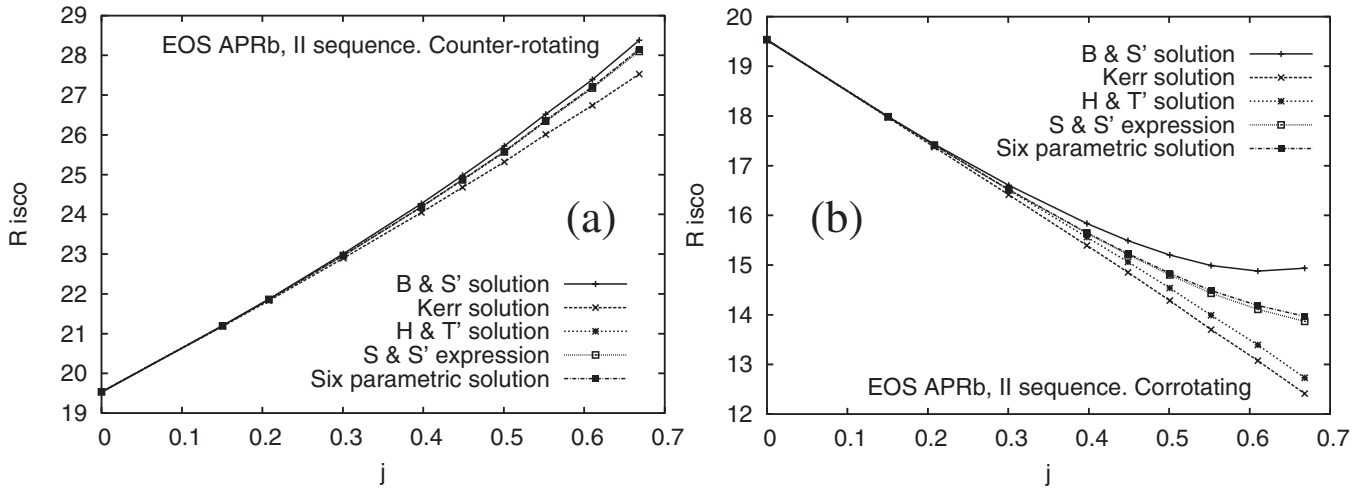 29
28
27
26
25
24
23
22
21
20
19
R isco
EOS APRb, II sequence. Counter-rotating
(a)
B & S' solution
Kerr solution
H & T' solution
S & S' expression
Six parametric solution
0 0.1 0.2 0.3 0.4 0.5 0.6 0.7
j
20
19
18
17
16
15
14
13
12
R isco
B & S' solution
Kerr solution
H & T' solution
S & S' expression
Six parametric solution
(b)
EOS APRb, II sequence. Corrotating
0 0.1 0.2 0.3 0.4 0.5 0.6 0.7
j